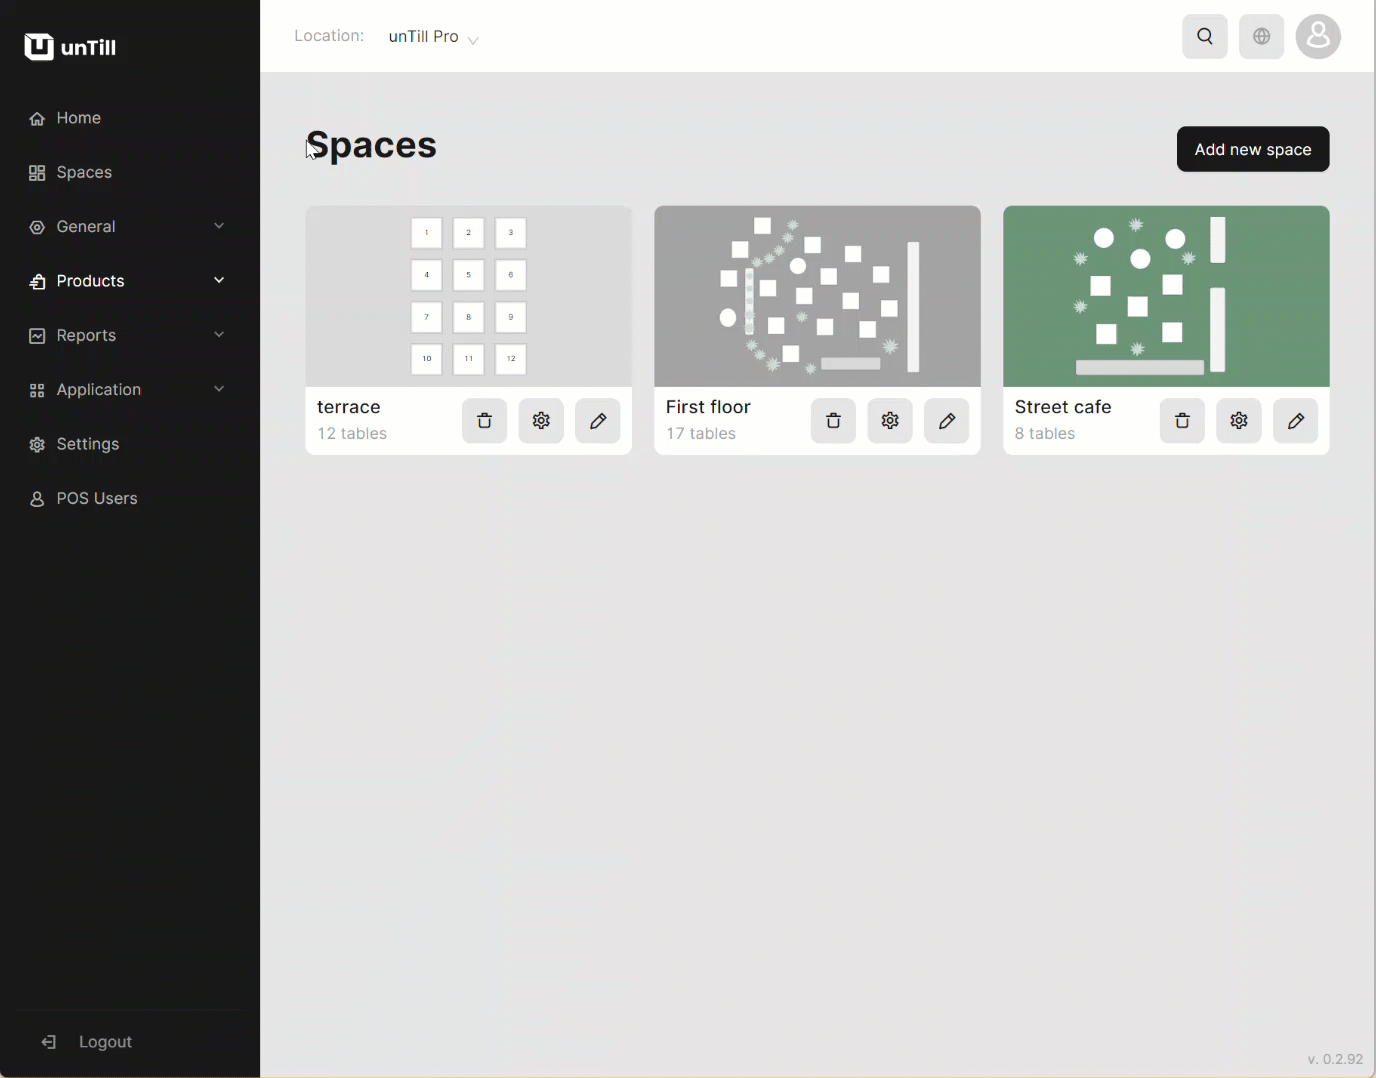 unTill
Location: unTill Pro
Home
Spaces
General
Products
Reports
Application
Settings
POS Users
Logout
Spaces
Add new space
1 2 3
4 5 6
7 8 9
10 11 12
terrace
12 tables
First floor
17 tables
Street cafe
8 tables
v. 0.2.92